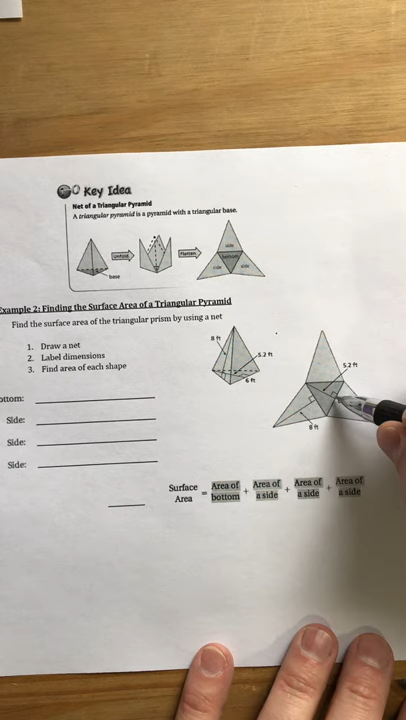 Key Idea
Net of a Triangular Pyramid
A triangular pyramid is a pyramid with a triangular base.
side
Unfold
Flatten
bottom
side
side
base
Example 2: Finding the Surface Area of a Triangular Pyramid
Find the surface area of the triangular prism by using a net
1. Draw a net
2. Label dimensions
3. Find area of each shape
8 ft
5.2 ft
6 ft
5.2 ft
8 ft
ottom:
Side:
Side:
Side:
Surface Area = Area of bottom + Area of a side + Area of a side + Area of a side